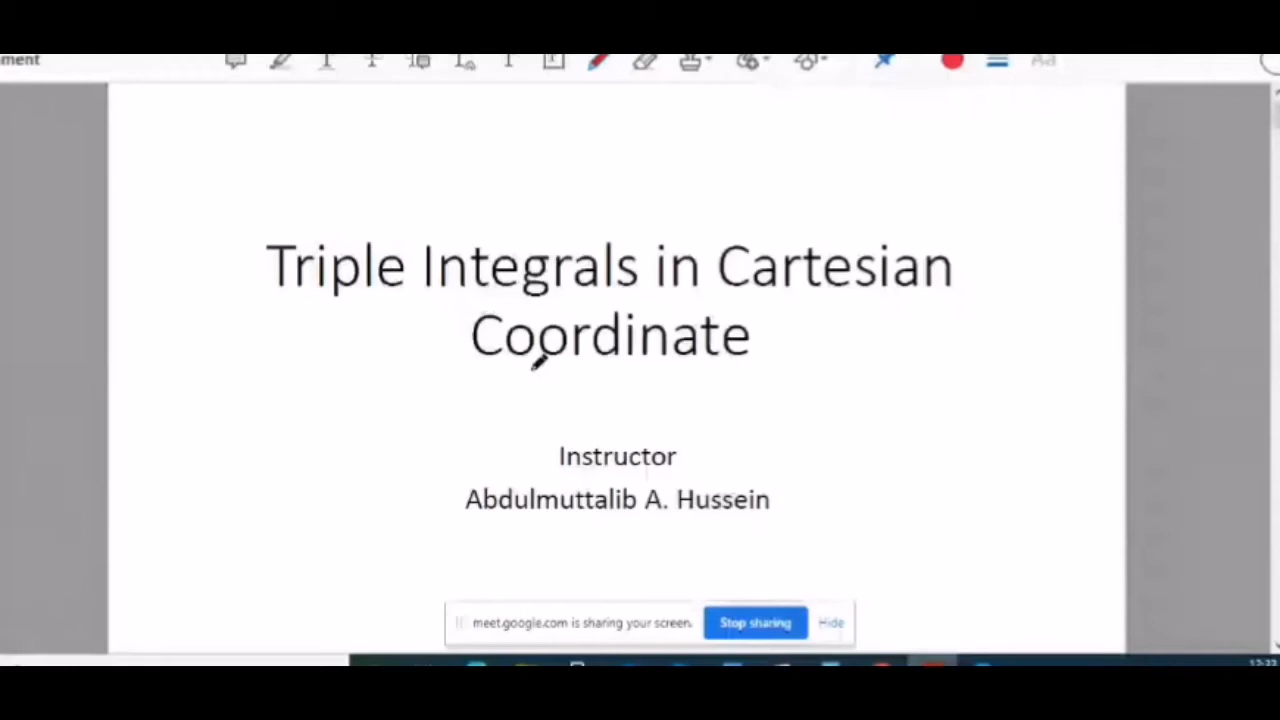 ment
Aa
Triple Integrals in Cartesian
Coordinate
Instructor
Abdulmuttalib A. Hussein
meet.google.com is sharing your screen.
Stop sharing
Hide